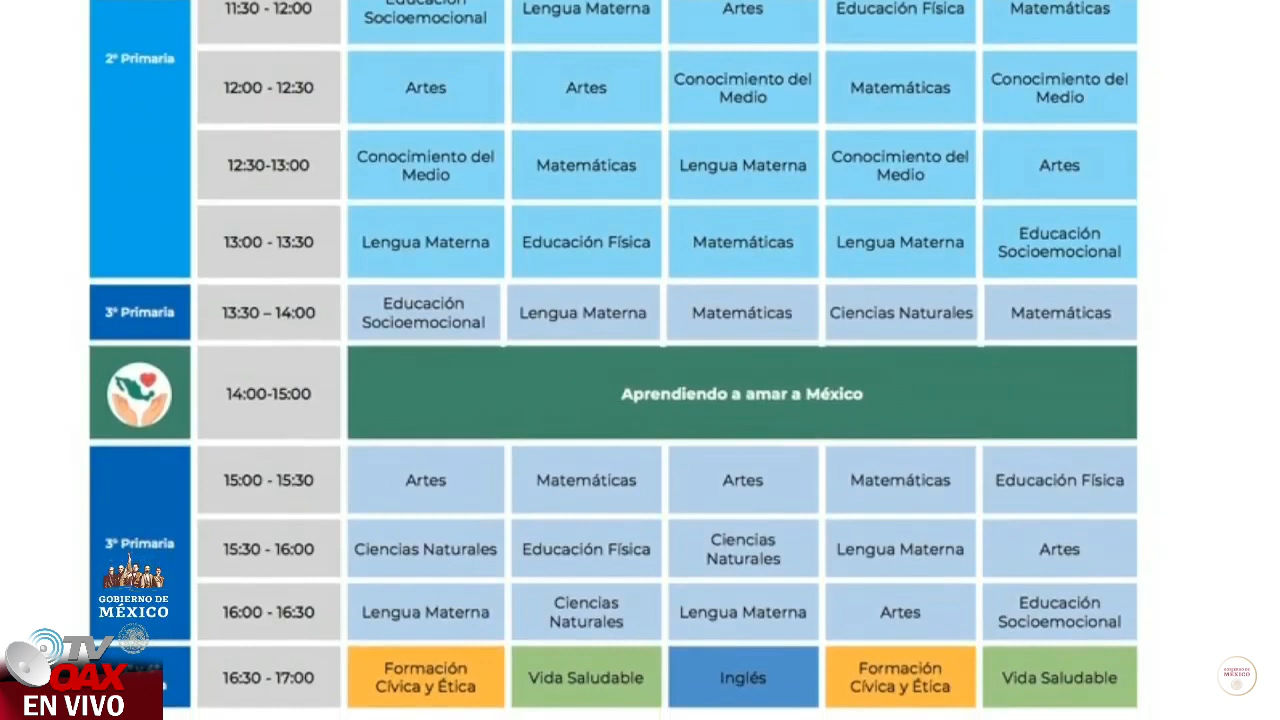 11:30 - 12:00
Educación
Socioemocional
Lengua Materna
Artes
Educación Física
Matemáticas
2º Primaria
12:00 - 12:30
Artes
Artes
Conocimiento del
Medio
Matemáticas
Conocimiento del
Medio
12:30-13:00
Conocimiento del
Medio
Matemáticas
Lengua Materna
Conocimiento del
Medio
Artes
13:00 - 13:30
Lengua Materna
Educación Física
Matemáticas
Lengua Materna
Educación
Socioemocional
3º Primaria
13:30 – 14:00
Educación
Socioemocional
Lengua Materna
Matemáticas
Ciencias Naturales
Matemáticas
14:00-15:00
Aprendiendo a amar a México
3º Primaria
15:00 - 15:30
Artes
Matemáticas
Artes
Matemáticas
Educación Física
15:30 - 16:00
Ciencias Naturales
Educación Física
Ciencias
Naturales
Lengua Materna
Artes
16:00 - 16:30
Lengua Materna
Ciencias
Naturales
Lengua Materna
Artes
Educación
Socioemocional
16:30 - 17:00
Formación
Cívica y Ética
Vida Saludable
Inglés
Formación
Cívica y Ética
Vida Saludable
GOBIERNO DE
MÉXICO
TV
OAX
EN VIVO
GOBIERNO DE
MÉXICO